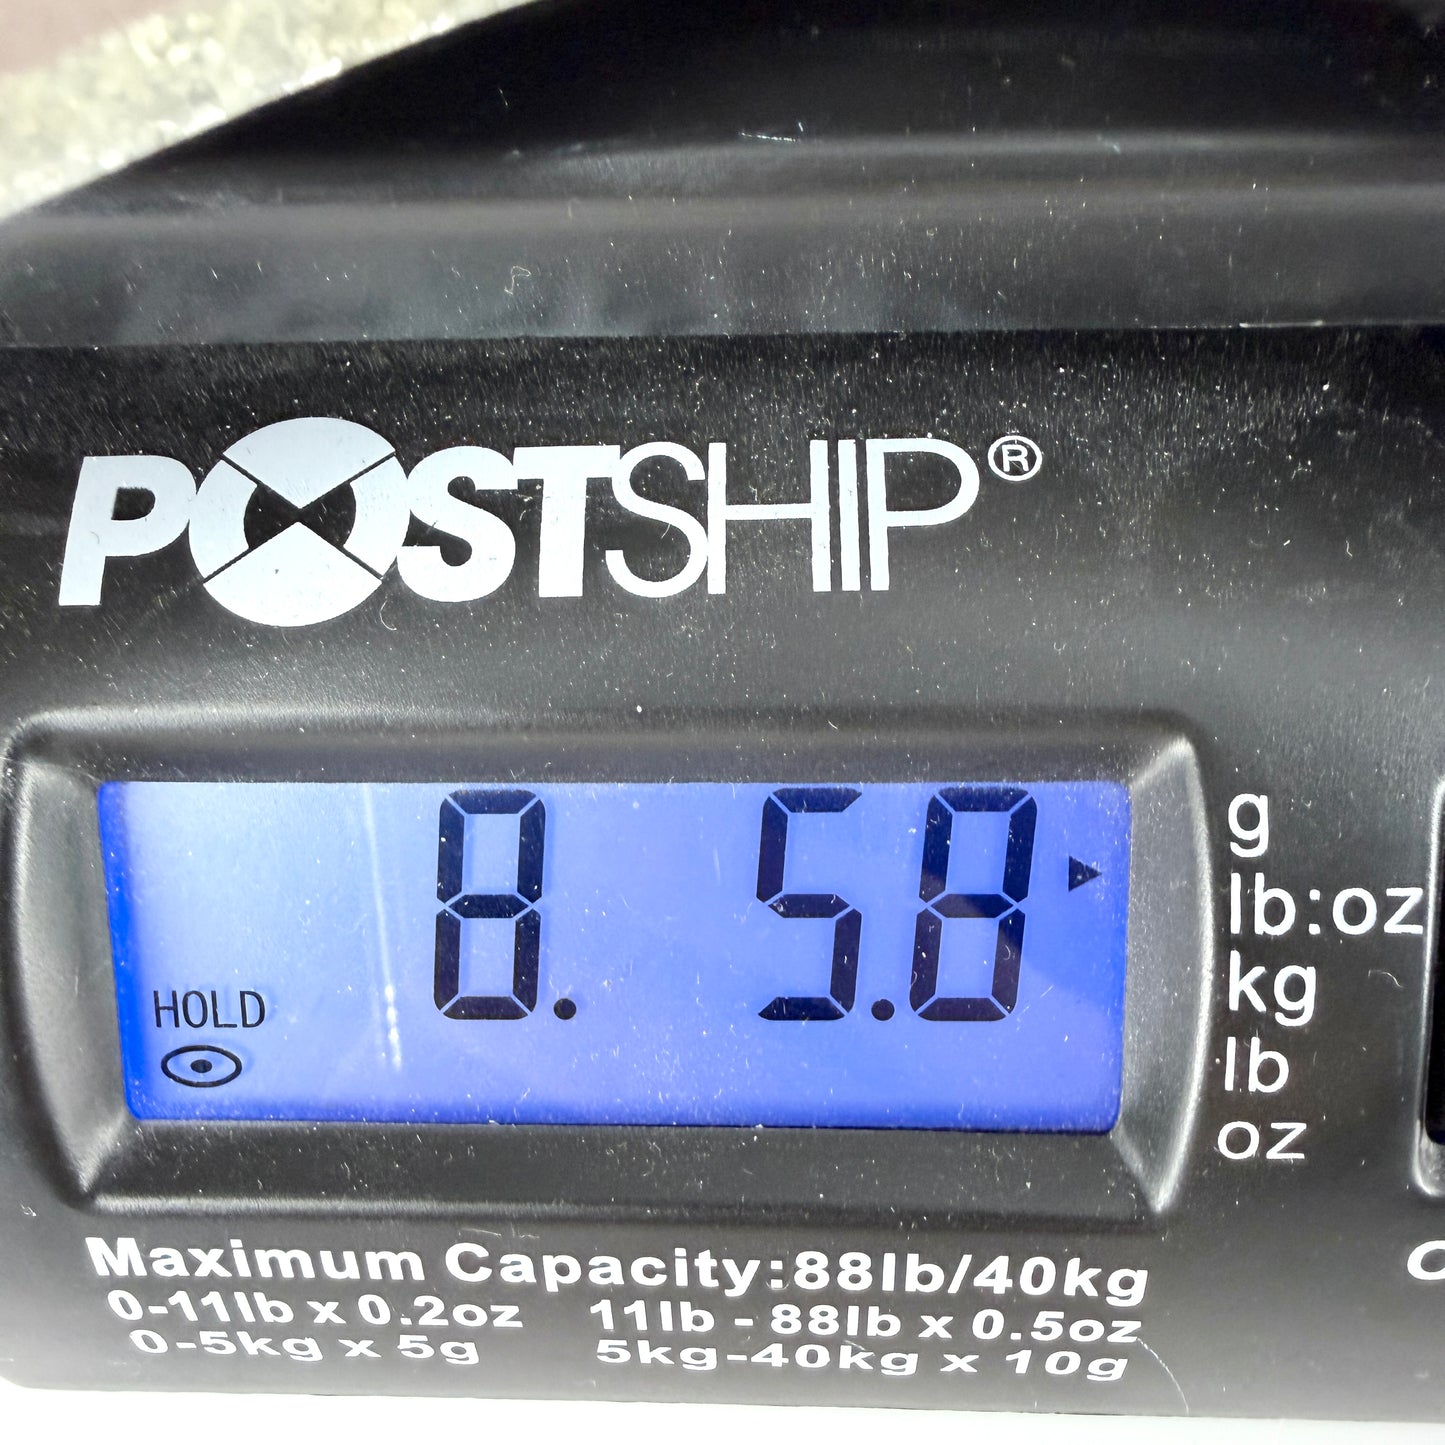 POSTSHIP®
8. 5.8
HOLD
g
lb:oz
kg
lb
oz
Maximum Capacity:88lb/40kg
0-11lb x 0.2oz 11lb - 88lb x 0.5oz
0-5kg x 5g 5kg-40kg x 10g